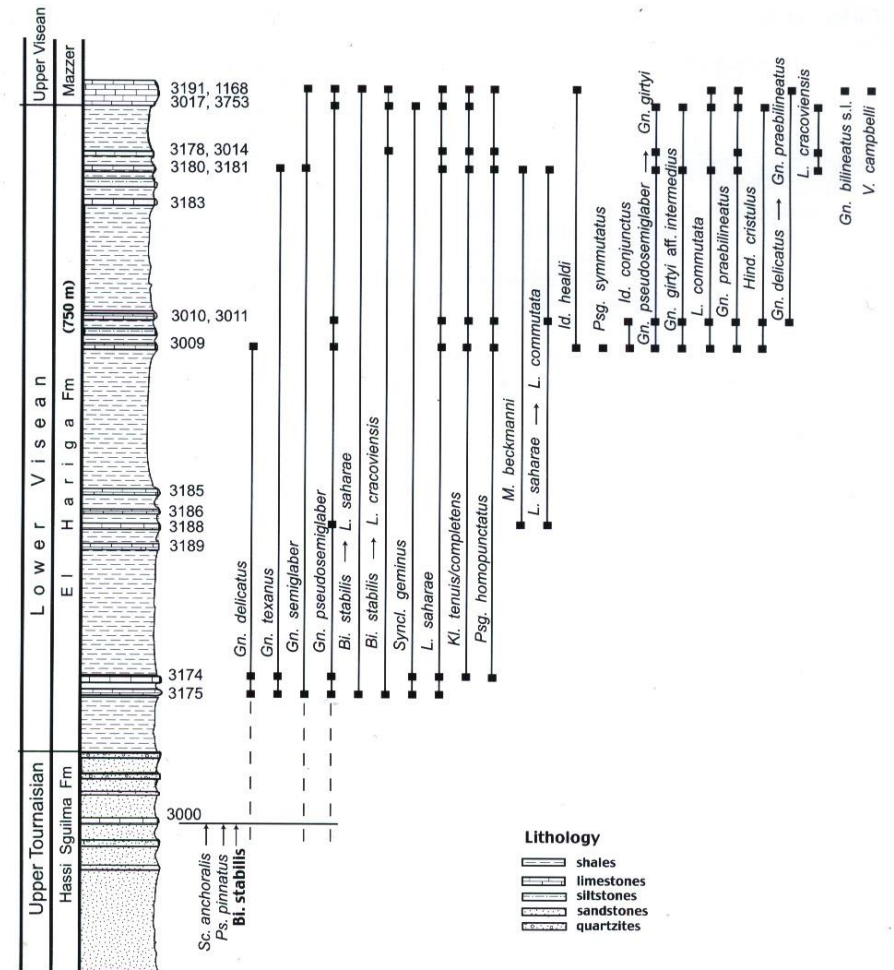 Upper Visean
Mazzer
Lower Visean
El Hariga Fm (750 m)
Upper Tournaisian
Hassi Sguilma Fm
3191, 1168
3017, 3753
3178, 3014
3180, 3181
3183
3010, 3011
3009
3185
3186
3188
3189
3174
3175
3000
Sc. anchoralis
Ps. pinnatus
Bi. stabilis
Gn. delicatus
Gn. texanus
Gn. semiglaber
Gn. pseudosemiglaber
Bi. stabilis → L. saharae
Bi. stabilis → L. cracoviensis
Syncl. geminus
L. saharae
Kl. tenuis/completens
Psg. homopunctatus
M. beckmanni
L. saharae → L. commutata
Id. healdi
Psg. symmutatus
Id. conjunctus
Gn. pseudosemiglaber → Gn. girtyi
Gn. girtyi aff. intermedius
L. commutata
Gn. praebilineatus
Hind. cristulus
Gn. delicatus → Gn. praebilineatus
L. cracoviensis
Gn. bilineatus s.l.
V. campbelli
Lithology
shales
limestones
siltstones
sandstones
quartzites